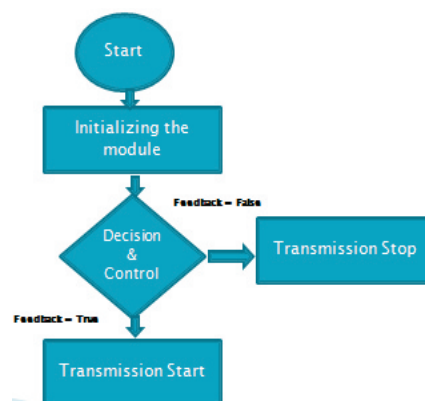 Start
Initializing the
module
Feedback = False
Decision
&
Control
Transmission Stop
Feedback = True
Transmission Start